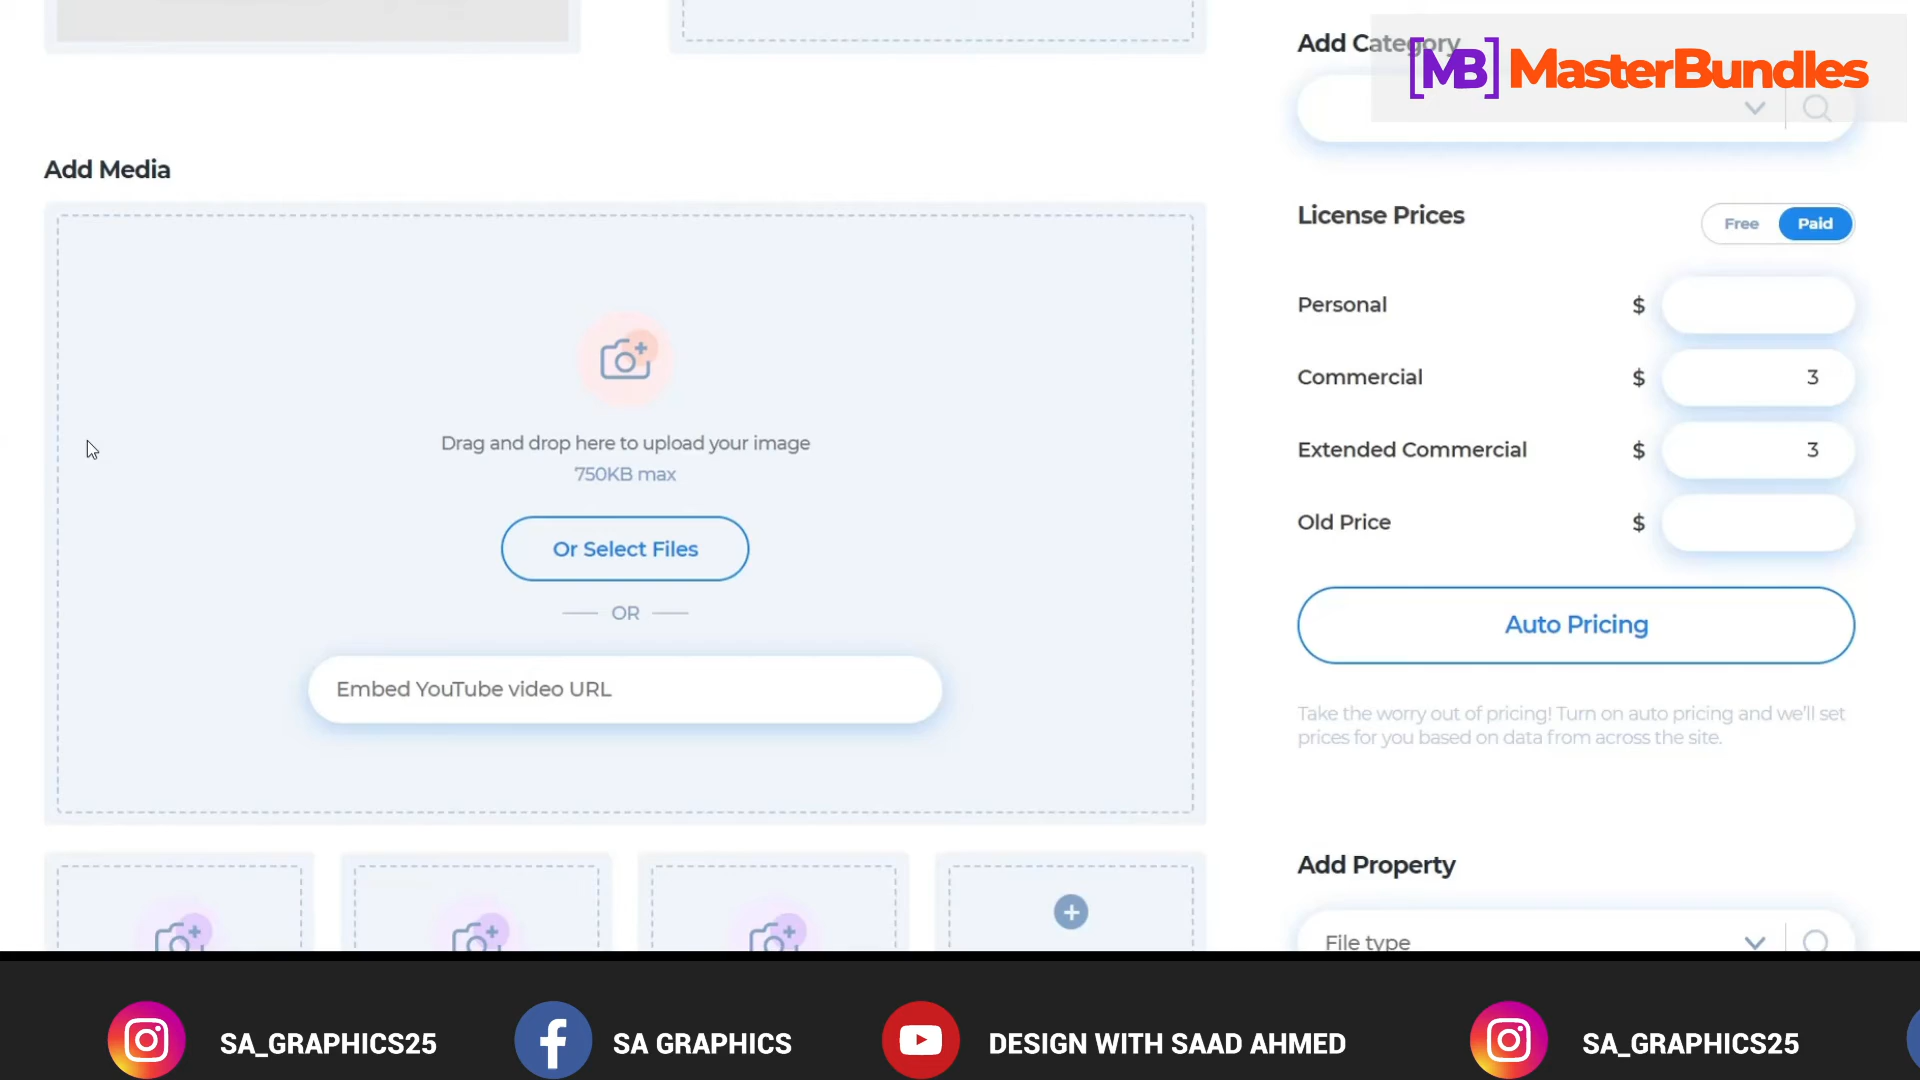 Add Category
[MB] MasterBundles
Add Media
Drag and drop here to upload your image
750KB max
Or Select Files
OR
Embed YouTube video URL
License Prices
Free Paid
Personal $
Commercial $ 3
Extended Commercial $ 3
Old Price $
Auto Pricing
Take the worry out of pricing! Turn on auto pricing and we'll set
prices for you based on data from across the site.
Add Property
File type
SA_GRAPHICS25 SA GRAPHICS DESIGN WITH SAAD AHMED SA_GRAPHICS25